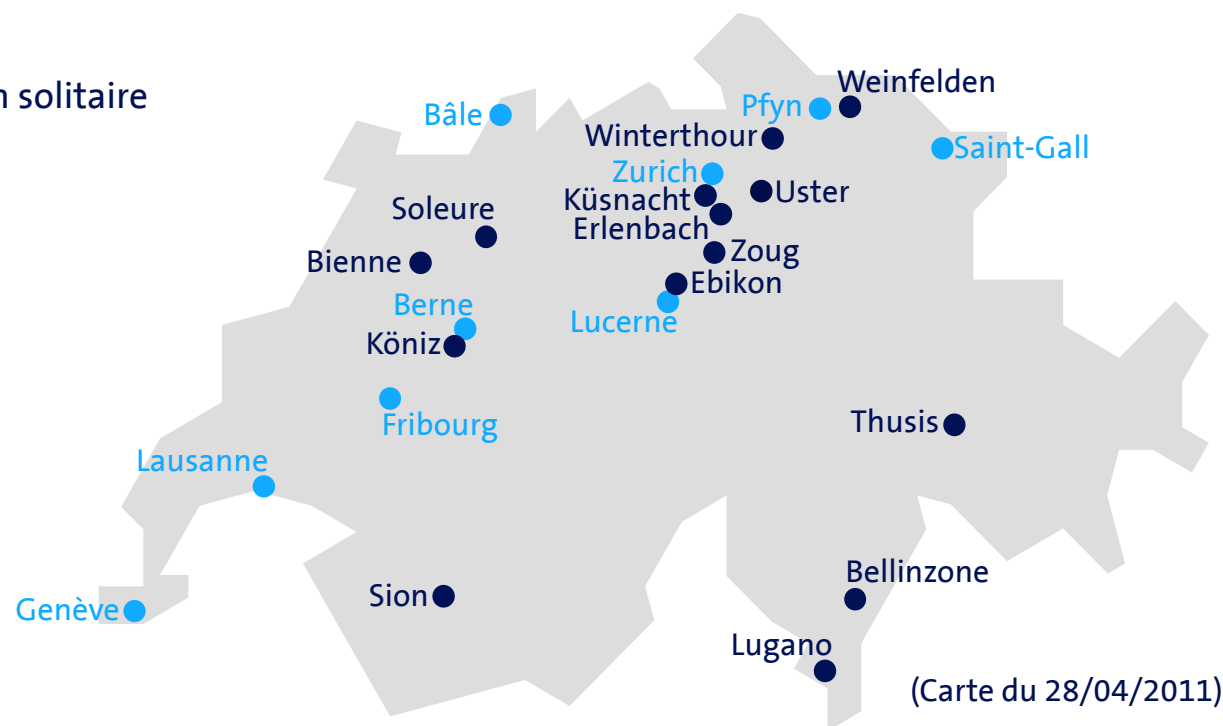 n solitaire
Weinfelden
Pfyn
Bâle
Winterthour
Saint-Gall
Zurich
Küsnacht
Uster
Soleure
Erlenbach
Zoug
Bienne
Ebikon
Berne
Lucerne
Köniz
Fribourg
Thusis
Lausanne
Bellinzone
Sion
Genève
Lugano
(Carte du 28/04/2011)